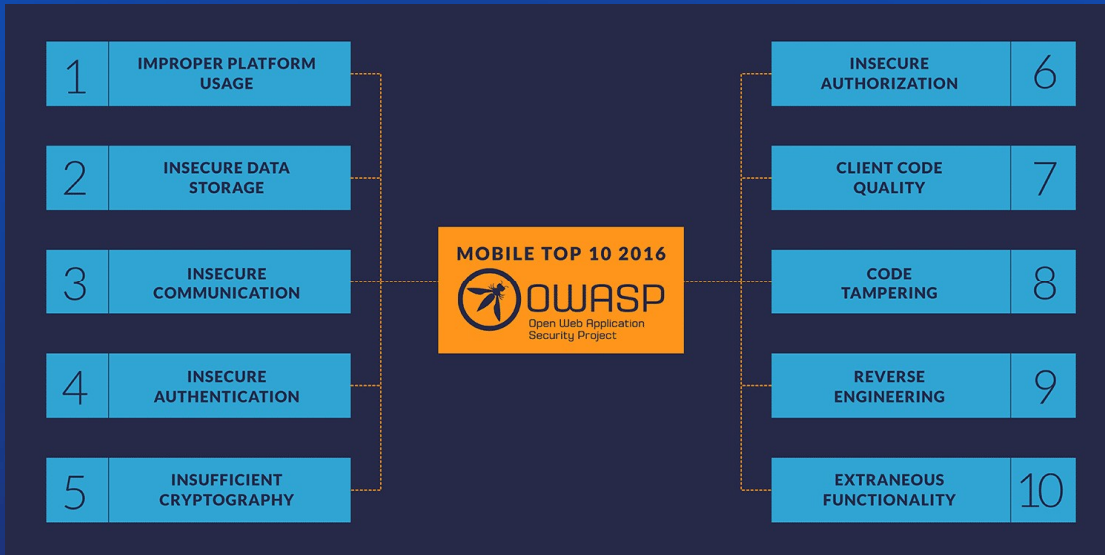 1
IMPROPER PLATFORM
USAGE
2
INSECURE DATA
STORAGE
3
INSECURE
COMMUNICATION
4
INSECURE
AUTHENTICATION
5
INSUFFICIENT
CRYPTOGRAPHY
MOBILE TOP 10 2016
OWASP
Open Web Application
Security Project
INSECURE
AUTHORIZATION
6
CLIENT CODE
QUALITY
7
CODE
TAMPERING
8
REVERSE
ENGINEERING
9
EXTRANEOUS
FUNCTIONALITY
10